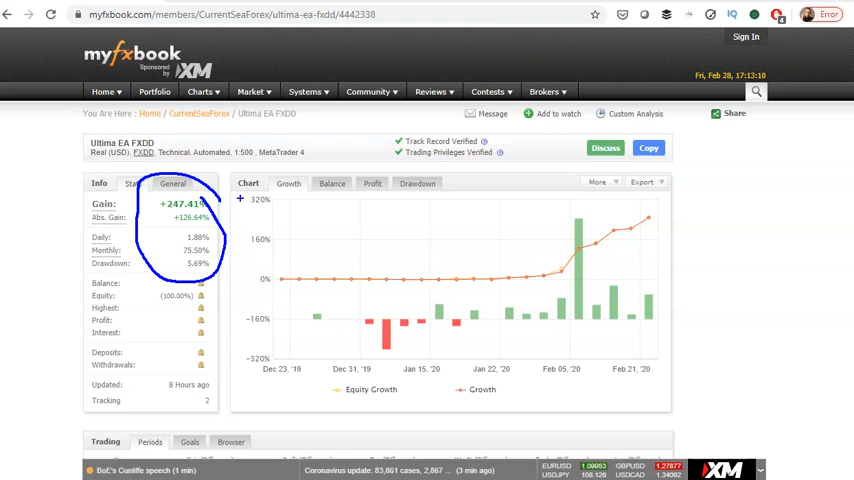 myfxbook.com/members/CurrentSeaForex/ultima-ea-fxdd/4442338
IQ
4
Error
Sign In
myfxbook
Sponsored by XM
Fri, Feb 28, 17:13:10
Home Portfolio Charts Market Systems Community Reviews Contests Brokers
You Are Here : Home / CurrentSeaForex / Ultima EA FXDD
Message Add to watch Custom Analysis Share
Ultima EA FXDD
Real (USD), FXDD, Technical, Automated, 1:500 , MetaTrader 4
Track Record Verified
Trading Privileges Verified
Discuss Copy
Info Stats General
Gain: +247.41%
Abs. Gain: +126.64%
Daily: 1.88%
Monthly: 75.50%
Drawdown: 5.69%
Balance:
Equity: (100.00%)
Highest:
Profit:
Interest:
Deposits:
Withdrawals:
Updated: 8 Hours ago
Tracking 2
Chart Growth Balance Profit Drawdown More Export
320%
160%
0%
-160%
-320%
Dec 23, '19 Dec 31, '19 Jan 15, '20 Jan 22, '20 Feb 05, '20 Feb 21, '20
Equity Growth Growth
Trading Periods Goals Browser
BoE's Cunliffe speech (1 min)
Coronavirus update: 83,861 cases, 2,867 ... (3 min ago)
EURUSD 1.09953 GBPUSD 1.27877
USDJPY 108.126 USDCAD 1.34092
XM